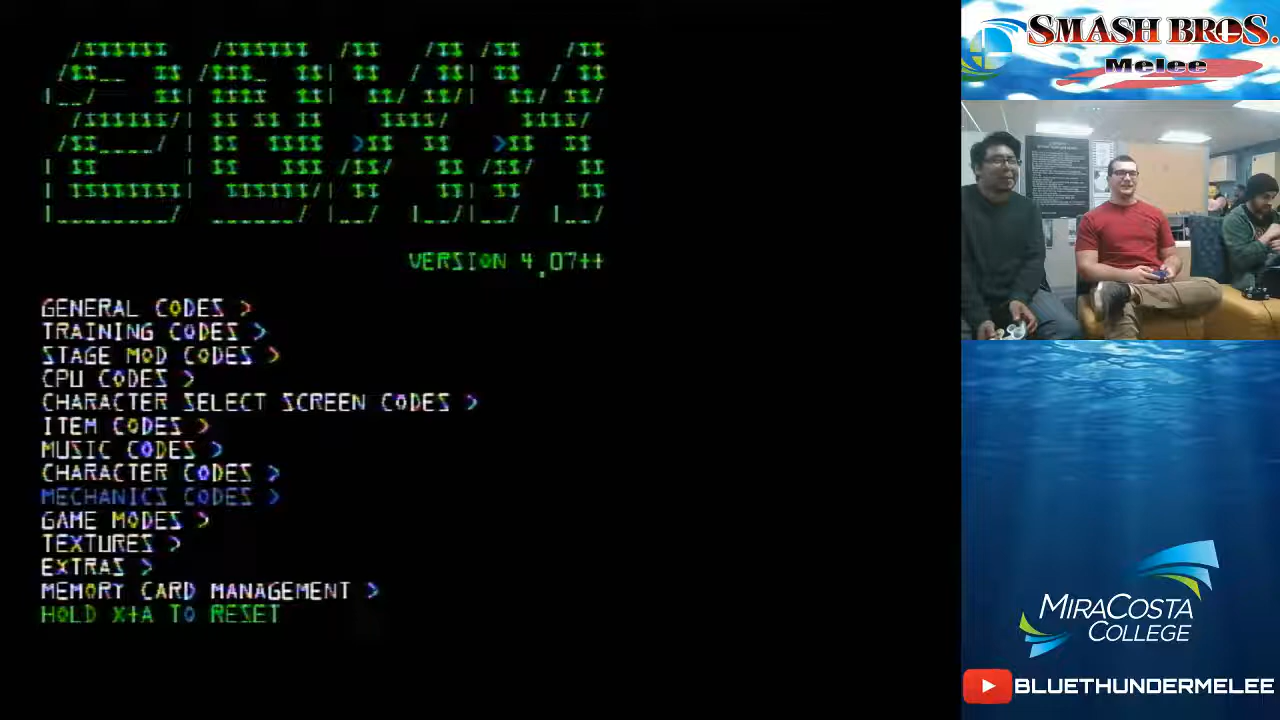 VERSION 4.07++
GENERAL CODES >
TRAINING CODES >
STAGE MOD CODES >
CPU CODES >
CHARACTER SELECT SCREEN CODES >
ITEM CODES >
MUSIC CODES >
CHARACTER CODES >
MECHANICS CODES >
GAME MODES >
TEXTURES >
EXTRAS >
MEMORY CARD MANAGEMENT >
HOLD X+A TO RESET
SMASH BROS.
Melee
MIRACOSTA
COLLEGE
BLUETHUNDERMELEE